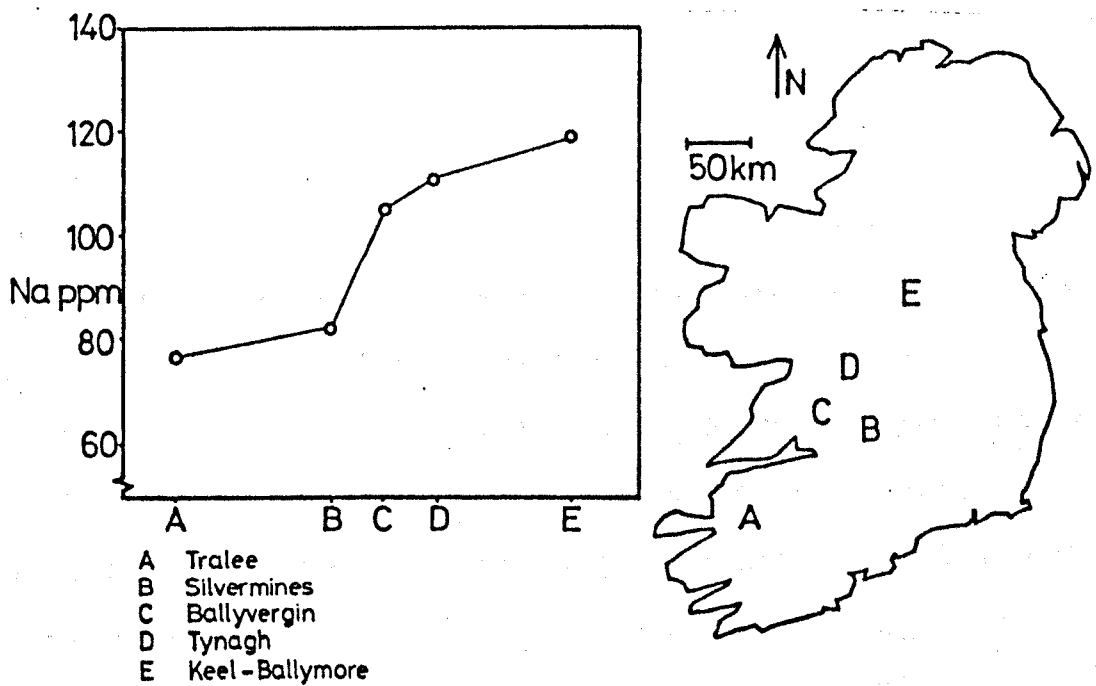 140
120
100
Na ppm
80
60
A B C D E
A Tralee
B Silvermines
C Ballyvergin
D Tynagh
E Keel-Ballymore
N
50km
E
D
C
B
A